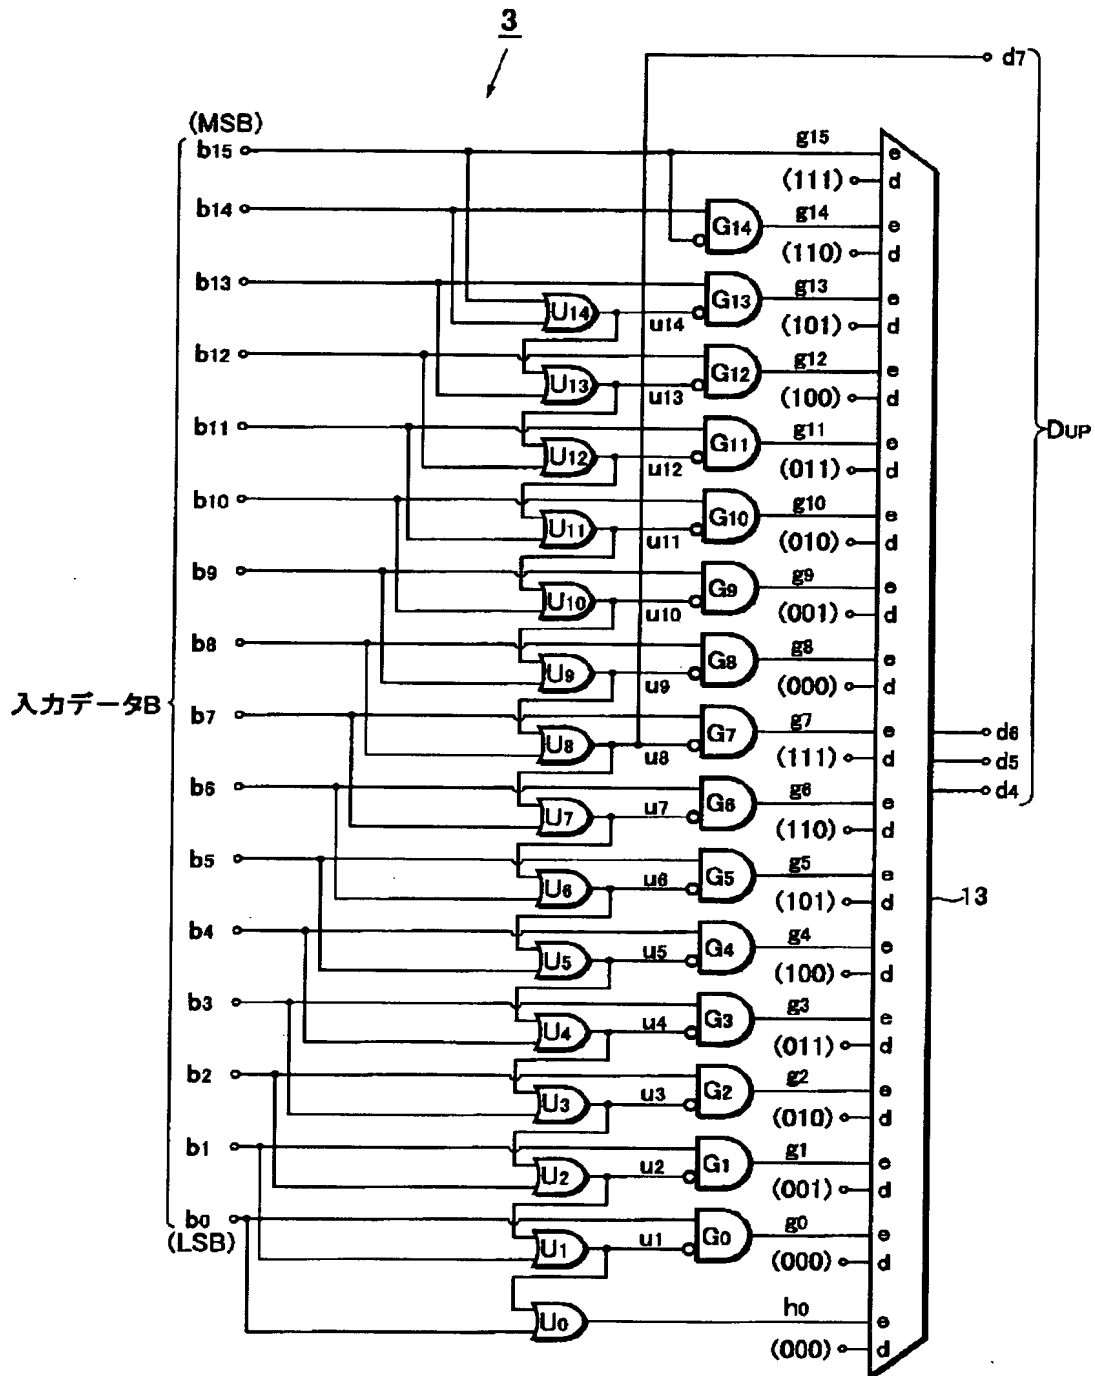 3
d7
(MSB)
b15
g15
e
(111)
d
b14
G14
g14
e
(110)
d
b13
G13
g13
e
U14
u14
(101)
d
b12
G12
g12
e
U13
u13
(100)
d
b11
G11
g11
e
DUP
U12
u12
(011)
d
b10
G10
g10
e
U11
u11
(010)
d
b9
G9
g9
e
U10
u10
(001)
d
b8
G8
g8
e
U9
u9
(000)
d
入力データB
b7
G7
g7
e
d6
U8
u8
(111)
d
d5
b6
G6
g6
e
d4
U7
u7
(110)
d
b5
G5
g5
e
U6
u6
(101)
d
13
b4
G4
g4
e
U5
u5
(100)
d
b3
G3
g3
e
U4
u4
(011)
d
b2
G2
g2
e
U3
u3
(010)
d
b1
G1
g1
e
U2
u2
(001)
d
b0
G0
g0
e
(LSB)
U1
u1
(000)
d
U0
h0
e
(000)
d